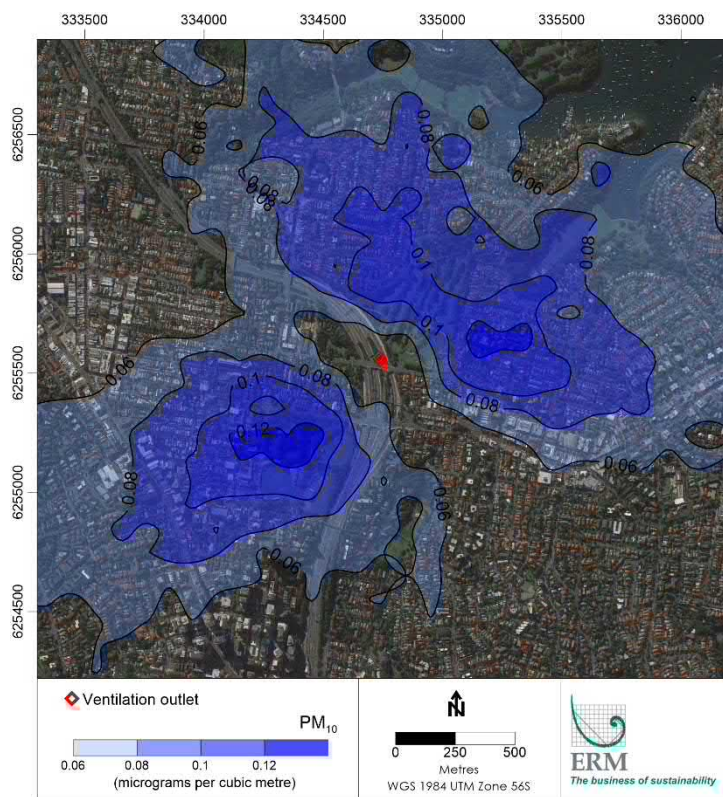 333500 334000 334500 335000 335500 336000
6256500
6256000
6255500
6255000
6254500
0.06
0.08
0.06
0.08
0.08
0.08
0.1
0.1
0.06
0.08
0.1
0.08
0.12
0.06
0.08
0.06
0.06
Ventilation outlet
PM₁₀
0.06 0.08 0.1 0.12
(micrograms per cubic metre)
N
0 250 500
Metres
WGS 1984 UTM Zone 56S
ERM
The business of sustainability